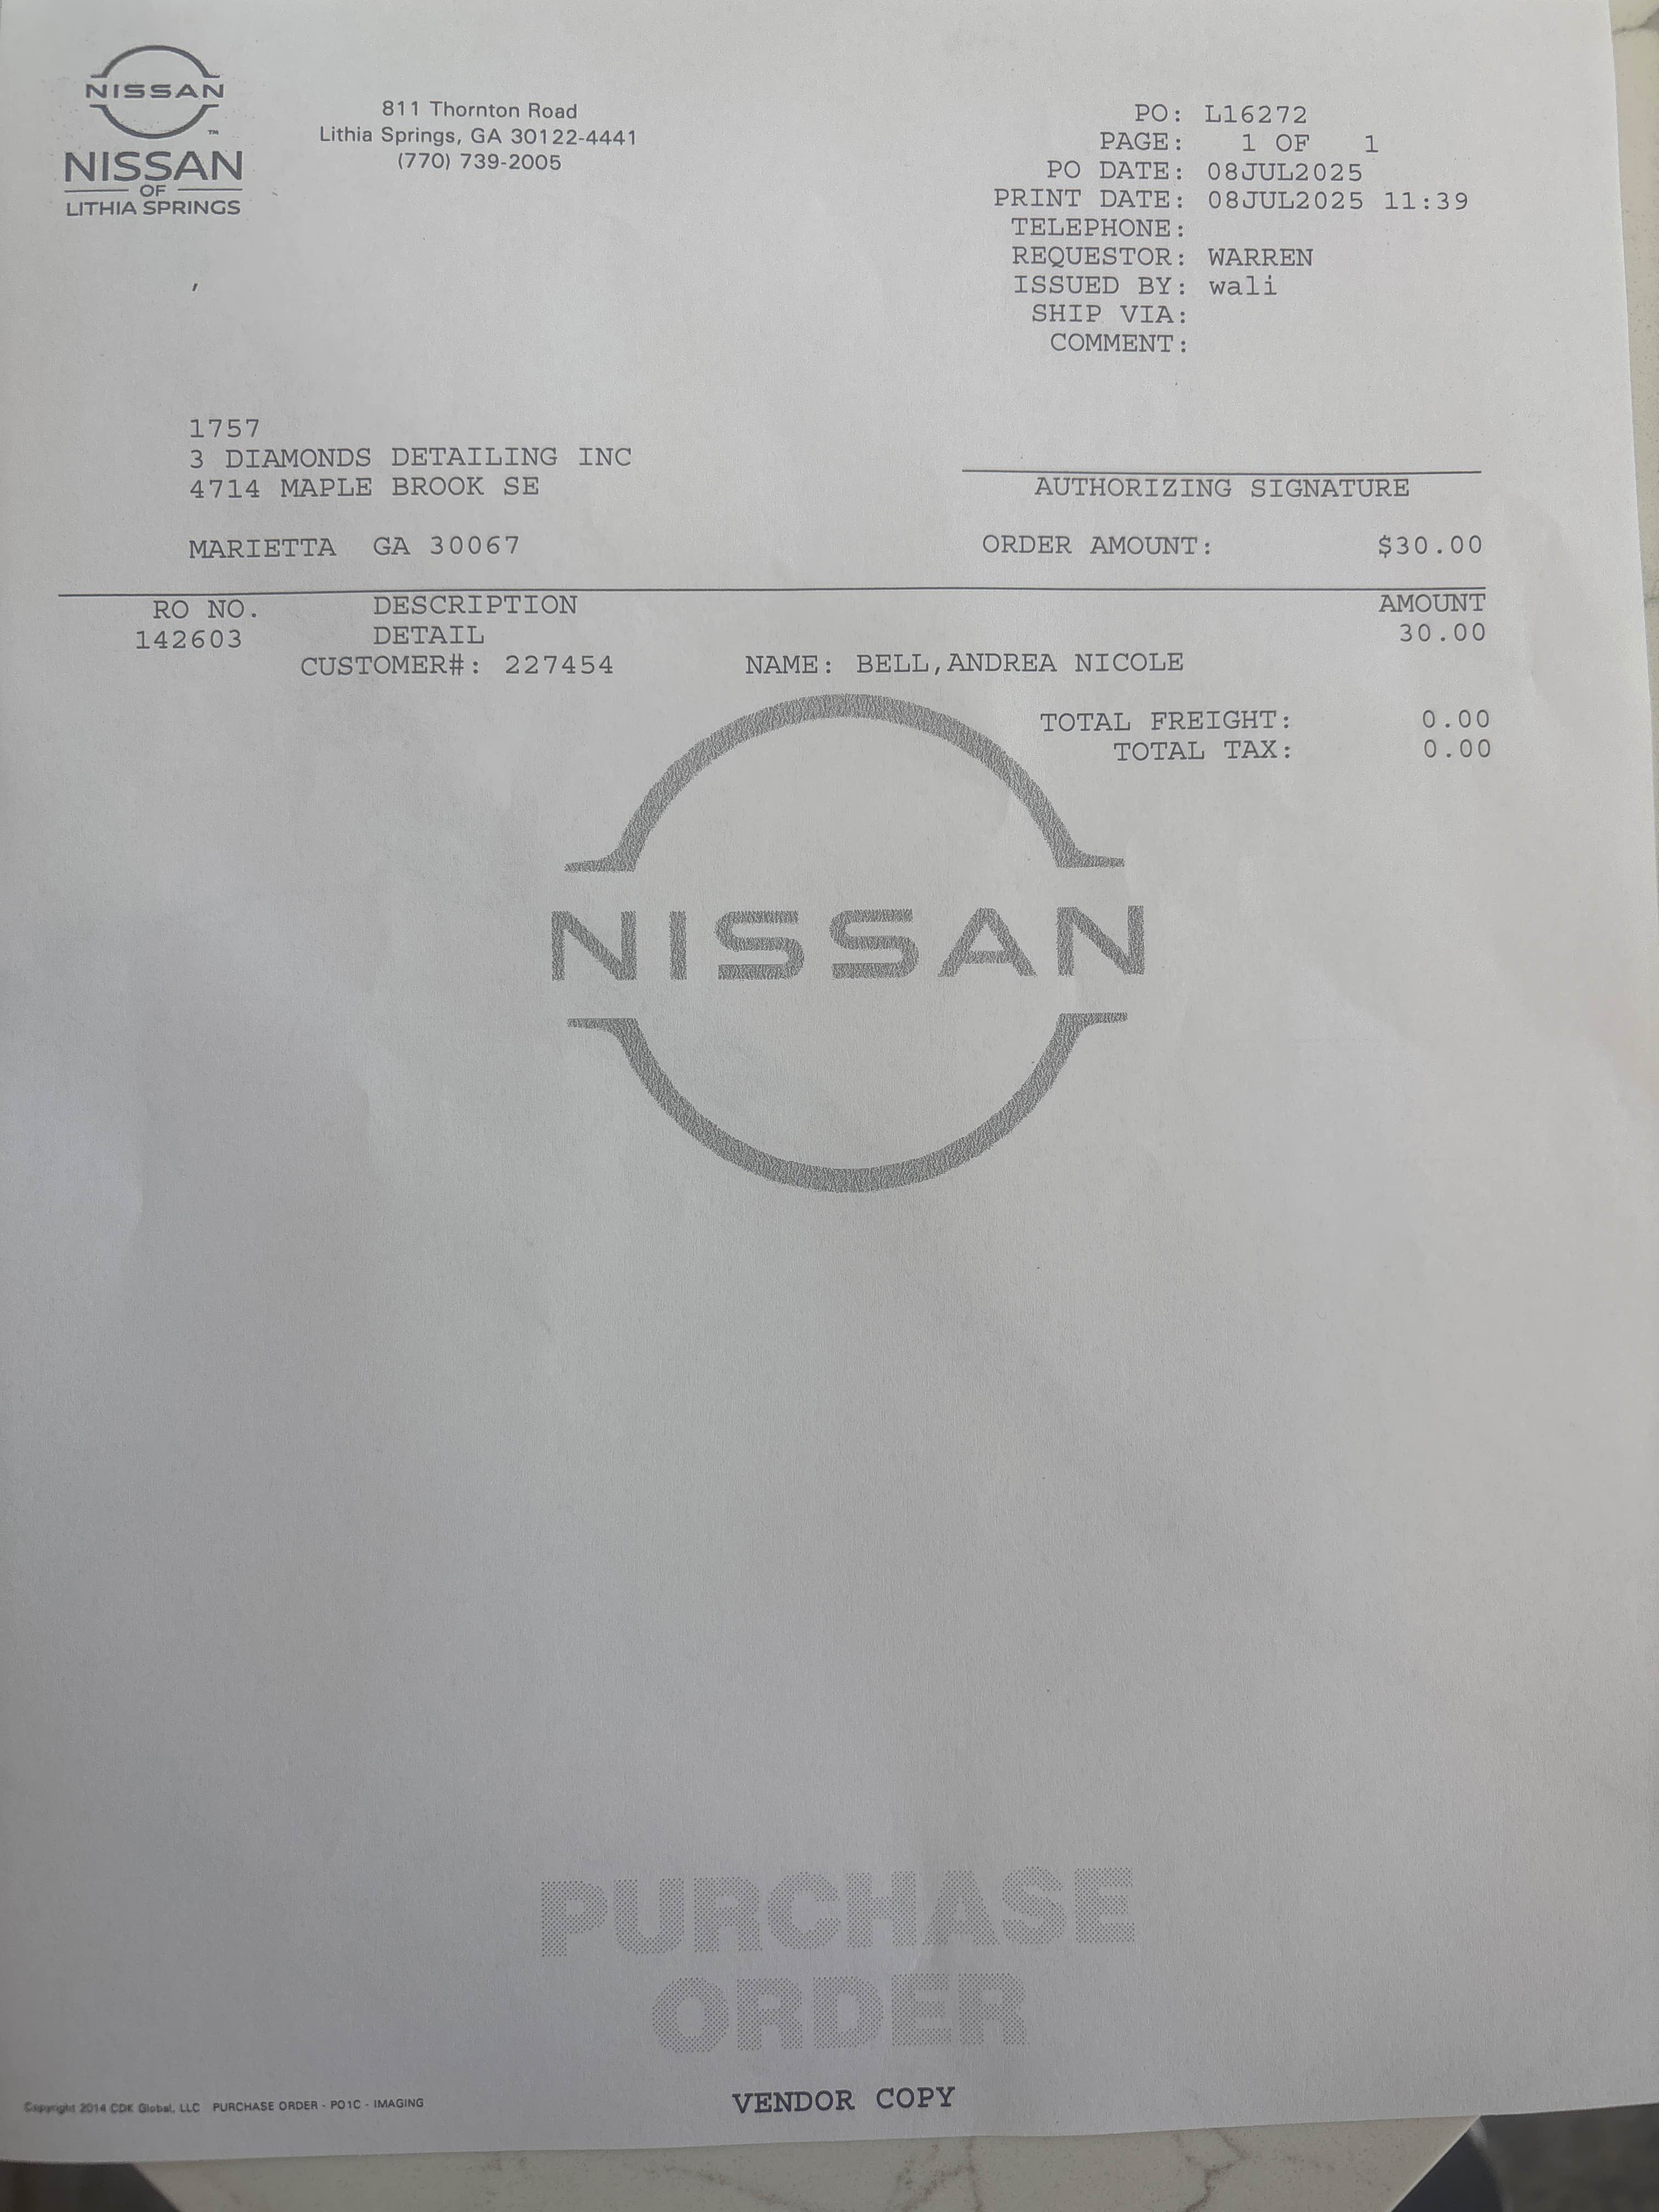 NISSAN
™
NISSAN
OF
LITHIA SPRINGS
811 Thornton Road
Lithia Springs, GA 30122-4441
(770) 739-2005
PO: L16272
PAGE: 1 OF 1
PO DATE: 08JUL2025
PRINT DATE: 08JUL2025 11:39
TELEPHONE:
REQUESTOR: WARREN
ISSUED BY: wali
SHIP VIA:
COMMENT:
,
1757
3 DIAMONDS DETAILING INC
4714 MAPLE BROOK SE
MARIETTA GA 30067
AUTHORIZING SIGNATURE
ORDER AMOUNT: $30.00
RO NO. DESCRIPTION AMOUNT
142603 DETAIL 30.00
CUSTOMER#: 227454 NAME: BELL,ANDREA NICOLE
TOTAL FREIGHT: 0.00
TOTAL TAX: 0.00
NISSAN
PURCHASE
ORDER
VENDOR COPY
Copyright 2014 CDK Global, LLC PURCHASE ORDER - PO1C - IMAGING